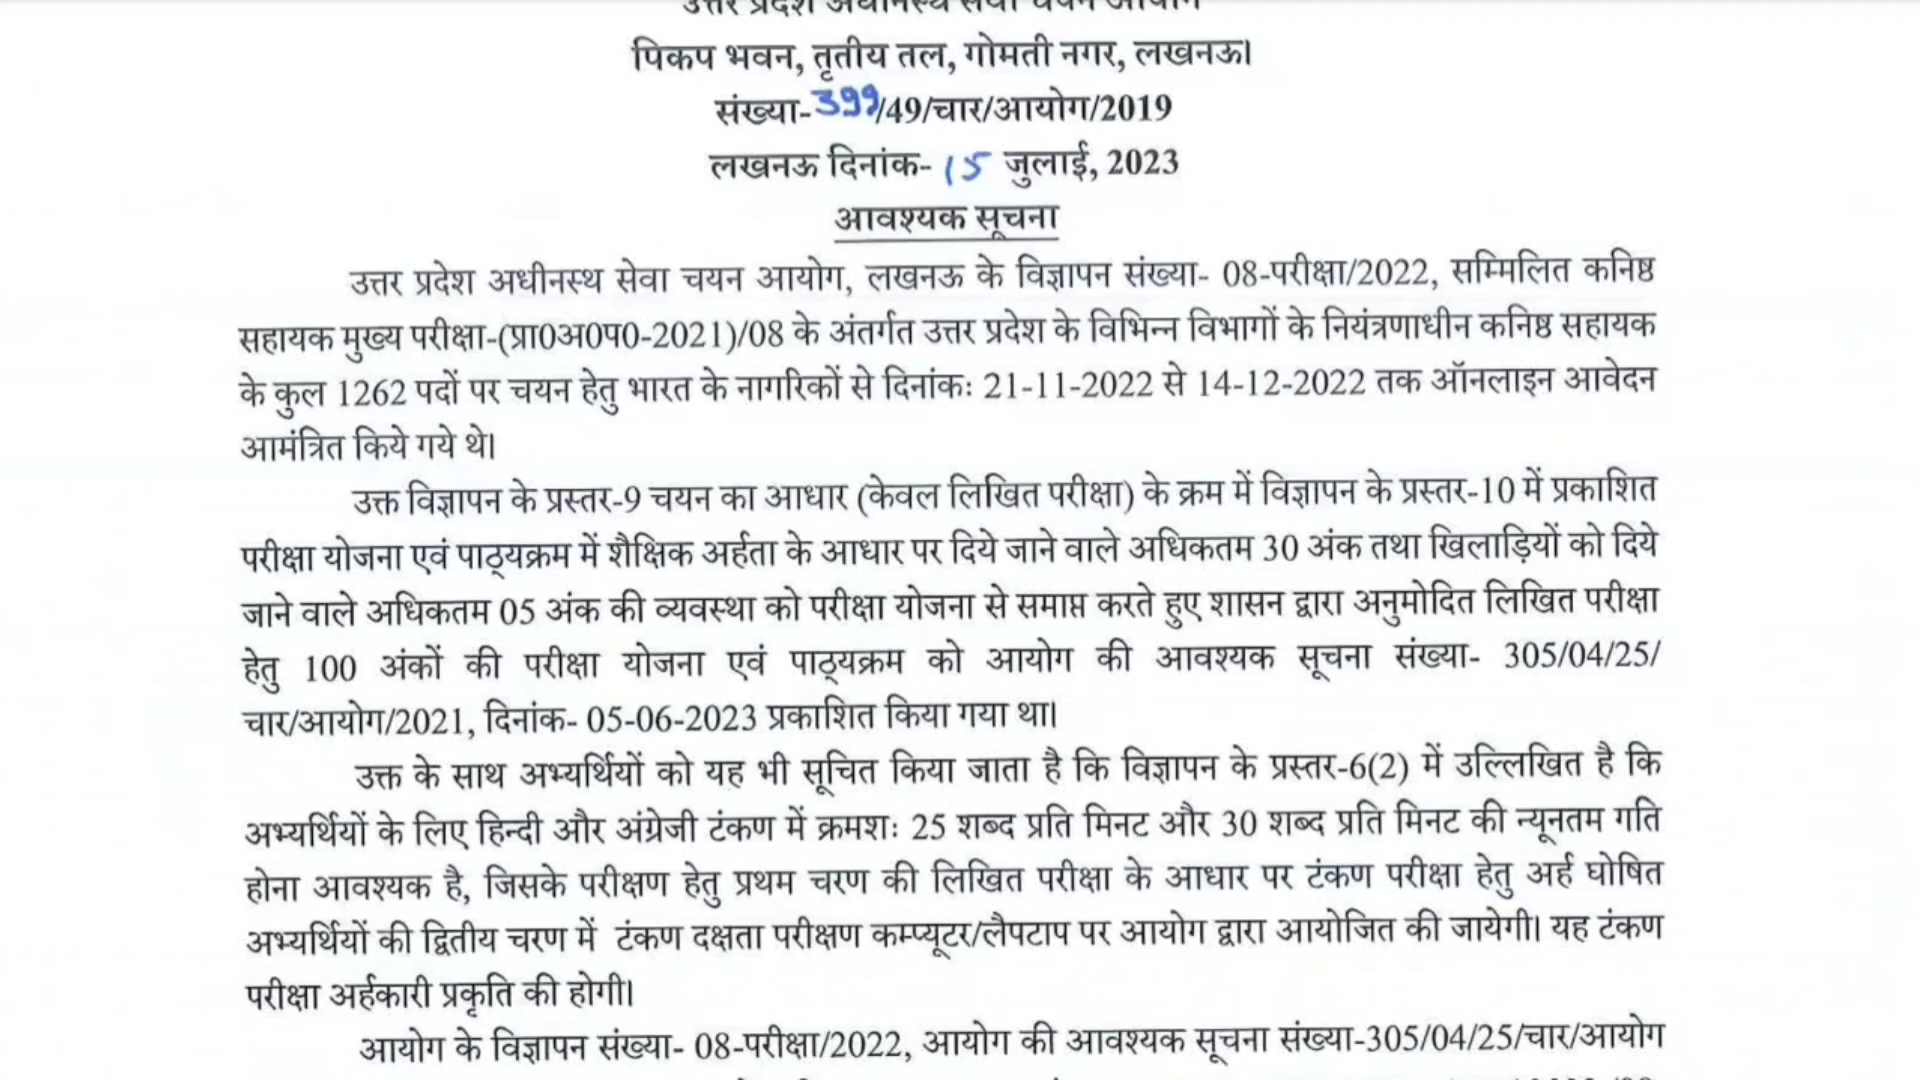 उत्तर प्रदेश अधीनस्थ सेवा चयन आयोग
पिकप भवन, तृतीय तल, गोमती नगर, लखनऊ।
संख्या-399/49/चार/आयोग/2019
लखनऊ दिनांक- 15 जुलाई, 2023
आवश्यक सूचना
उत्तर प्रदेश अधीनस्थ सेवा चयन आयोग, लखनऊ के विज्ञापन संख्या- 08-परीक्षा/2022, सम्मिलित कनिष्ठ
सहायक मुख्य परीक्षा-(प्रा0अ0प0-2021)/08 के अंतर्गत उत्तर प्रदेश के विभिन्न विभागों के नियंत्रणाधीन कनिष्ठ सहायक
के कुल 1262 पदों पर चयन हेतु भारत के नागरिकों से दिनांकः 21-11-2022 से 14-12-2022 तक ऑनलाइन आवेदन
आमंत्रित किये गये थे।
उक्त विज्ञापन के प्रस्तर-9 चयन का आधार (केवल लिखित परीक्षा) के क्रम में विज्ञापन के प्रस्तर-10 में प्रकाशित
परीक्षा योजना एवं पाठ्यक्रम में शैक्षिक अर्हता के आधार पर दिये जाने वाले अधिकतम 30 अंक तथा खिलाड़ियों को दिये
जाने वाले अधिकतम 05 अंक की व्यवस्था को परीक्षा योजना से समाप्त करते हुए शासन द्वारा अनुमोदित लिखित परीक्षा
हेतु 100 अंकों की परीक्षा योजना एवं पाठ्यक्रम को आयोग की आवश्यक सूचना संख्या- 305/04/25/
चार/आयोग/2021, दिनांक- 05-06-2023 प्रकाशित किया गया था।
उक्त के साथ अभ्यर्थियों को यह भी सूचित किया जाता है कि विज्ञापन के प्रस्तर-6(2) में उल्लिखित है कि
अभ्यर्थियों के लिए हिन्दी और अंग्रेजी टंकण में क्रमशः 25 शब्द प्रति मिनट और 30 शब्द प्रति मिनट की न्यूनतम गति
होना आवश्यक है, जिसके परीक्षण हेतु प्रथम चरण की लिखित परीक्षा के आधार पर टंकण परीक्षा हेतु अर्ह घोषित
अभ्यर्थियों की द्वितीय चरण में टंकण दक्षता परीक्षण कम्प्यूटर/लैपटाप पर आयोग द्वारा आयोजित की जायेगी। यह टंकण
परीक्षा अर्हकारी प्रकृति की होगी।
आयोग के विज्ञापन संख्या- 08-परीक्षा/2022, आयोग की आवश्यक सूचना संख्या-305/04/25/चार/आयोग